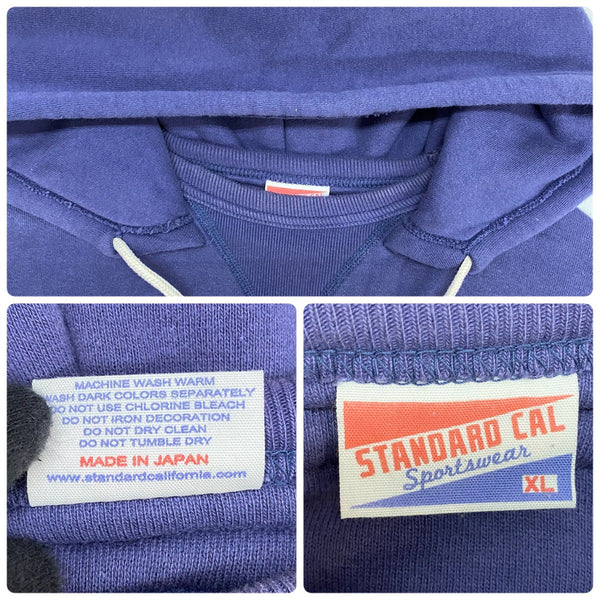 MACHINE WASH WARM
WASH DARK COLORS SEPARATELY
DO NOT USE CHLORINE BLEACH
DO NOT IRON DECORATION
DO NOT DRY CLEAN
DO NOT TUMBLE DRY
MADE IN JAPAN
www.standardcalifornia.com
STANDARD CAL
Sportswear
XL